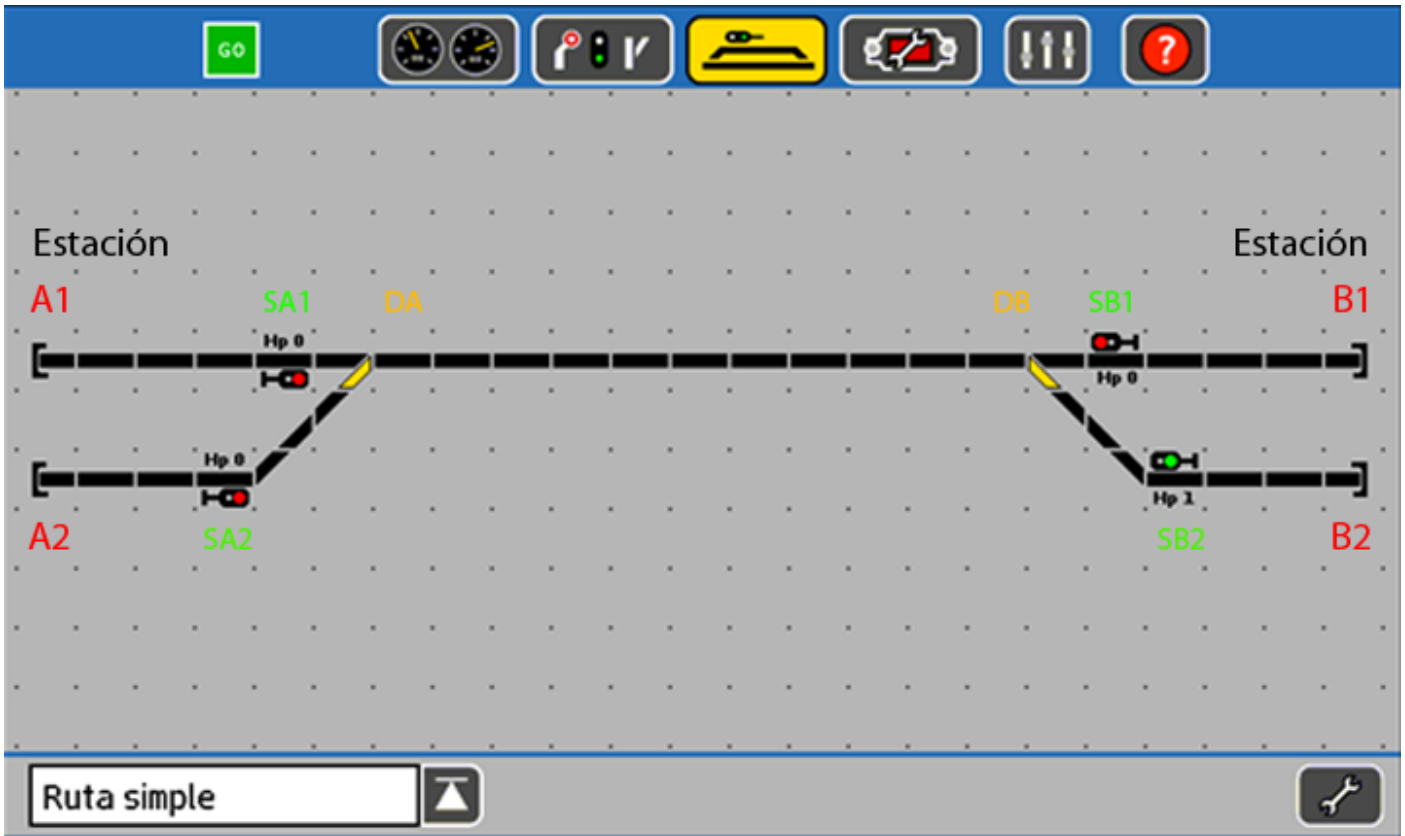 GO
?
Estación
Estación
A1
SA1
DA
DB
SB1
B1
Hp 0
Hp 0
Hp 0
Hp 1
A2
SA2
SB2
B2
Ruta simple